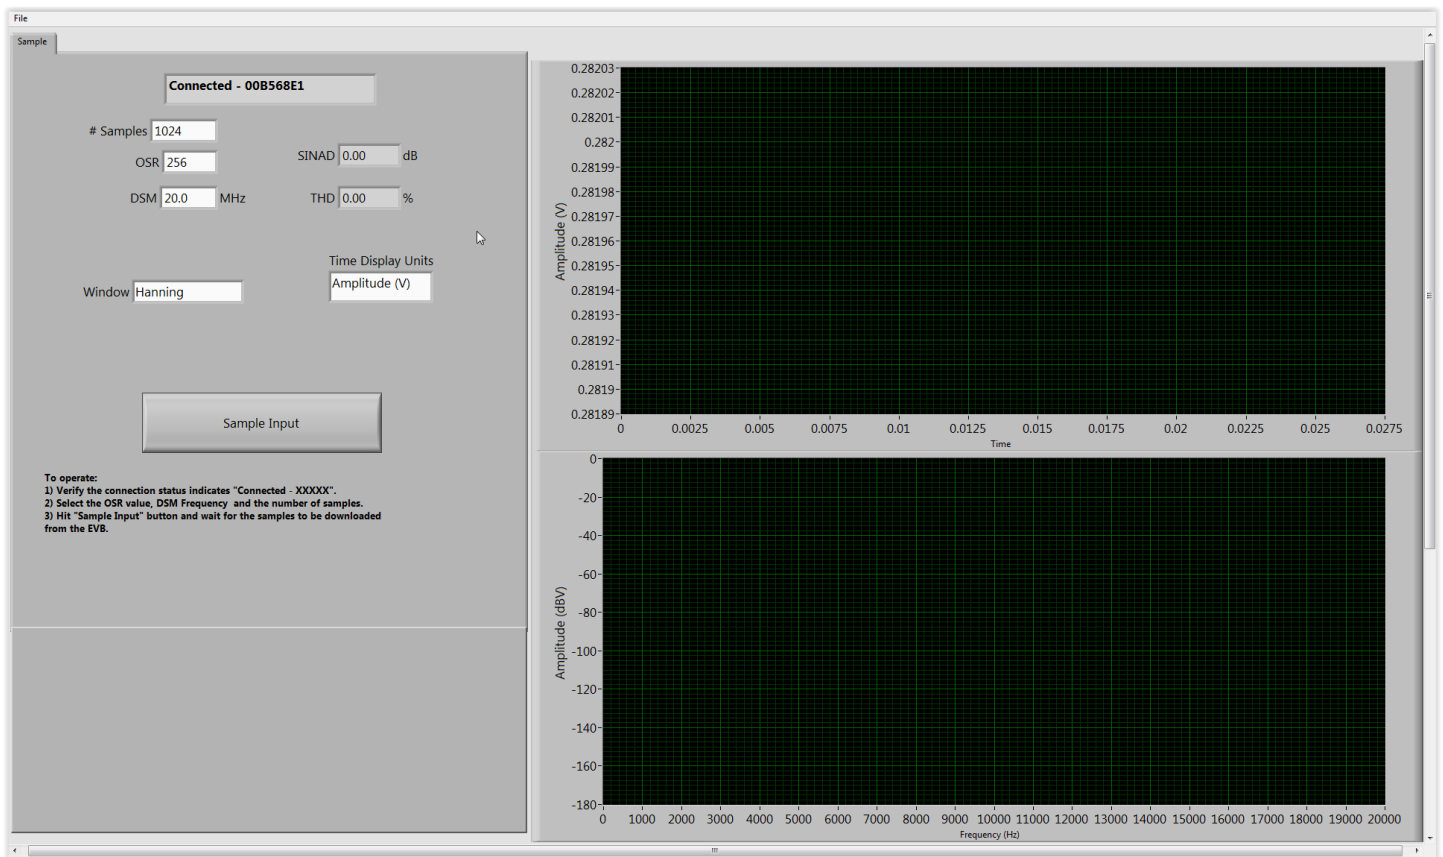 File
Sample
Connected - 00B568E1
# Samples 1024
OSR 256
DSM 20.0 MHz
SINAD 0.00 dB
THD 0.00 %
Time Display Units
Amplitude (V)
Window Hanning
Sample Input
To operate:
1) Verify the connection status indicates "Connected - XXXXX".
2) Select the OSR value, DSM Frequency and the number of samples.
3) Hit "Sample Input" button and wait for the samples to be downloaded
from the EVB.
Amplitude (V)
0.28203
0.28202
0.28201
0.282
0.28199
0.28198
0.28197
0.28196
0.28195
0.28194
0.28193
0.28192
0.28191
0.2819
0.28189
0 0.0025 0.005 0.0075 0.01 0.0125 0.015 0.0175 0.02 0.0225 0.025 0.0275
Time
Amplitude (dBV)
0
-20
-40
-60
-80
-100
-120
-140
-160
-180
0 1000 2000 3000 4000 5000 6000 7000 8000 9000 10000 11000 12000 13000 14000 15000 16000 17000 18000 19000 20000
Frequency (Hz)